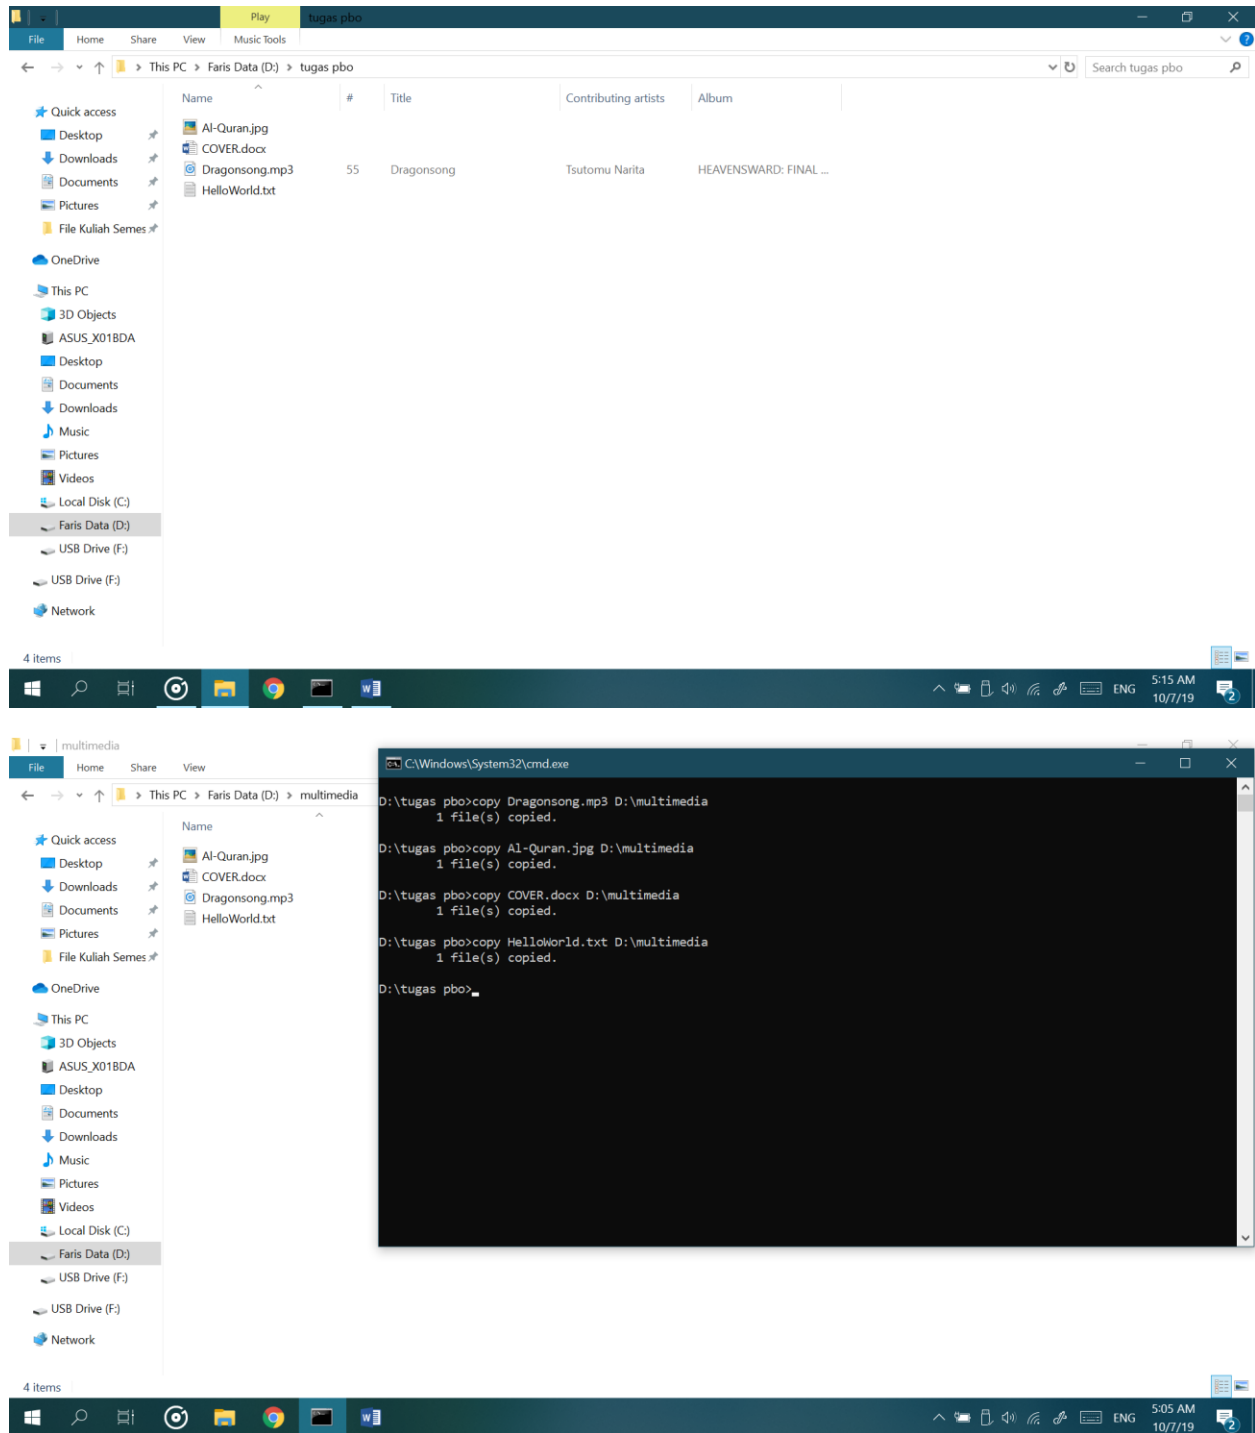 Play tugas pbo
File Home Share View Music Tools
This PC > Faris Data (D:) > tugas pbo Search tugas pbo
Name # Title Contributing artists Album
Quick access
Desktop
Downloads
Documents
Pictures
File Kuliah Semes
OneDrive
This PC
3D Objects
ASUS_X01BDA
Desktop
Documents
Downloads
Music
Pictures
Videos
Local Disk (C:)
Faris Data (D:)
USB Drive (F:)
USB Drive (F:)
Network
Al-Quran.jpg
COVER.docx
Dragonsong.mp3 55 Dragonsong Tsutomu Narita HEAVENSWARD: FINAL ...
HelloWorld.txt
4 items
ENG 5:15 AM
10/7/19
2
multimedia
File Home Share View
This PC > Faris Data (D:) > multimedia
Name
Quick access
Desktop
Downloads
Documents
Pictures
File Kuliah Semes
OneDrive
This PC
3D Objects
ASUS_X01BDA
Desktop
Documents
Downloads
Music
Pictures
Videos
Local Disk (C:)
Faris Data (D:)
USB Drive (F:)
USB Drive (F:)
Network
Al-Quran.jpg
COVER.docx
Dragonsong.mp3
HelloWorld.txt
C:\Windows\System32\cmd.exe
D:\tugas pbo>copy Dragonsong.mp3 D:\multimedia
1 file(s) copied.
D:\tugas pbo>copy Al-Quran.jpg D:\multimedia
1 file(s) copied.
D:\tugas pbo>copy COVER.docx D:\multimedia
1 file(s) copied.
D:\tugas pbo>copy HelloWorld.txt D:\multimedia
1 file(s) copied.
D:\tugas pbo>
4 items
ENG 5:05 AM
10/7/19
2